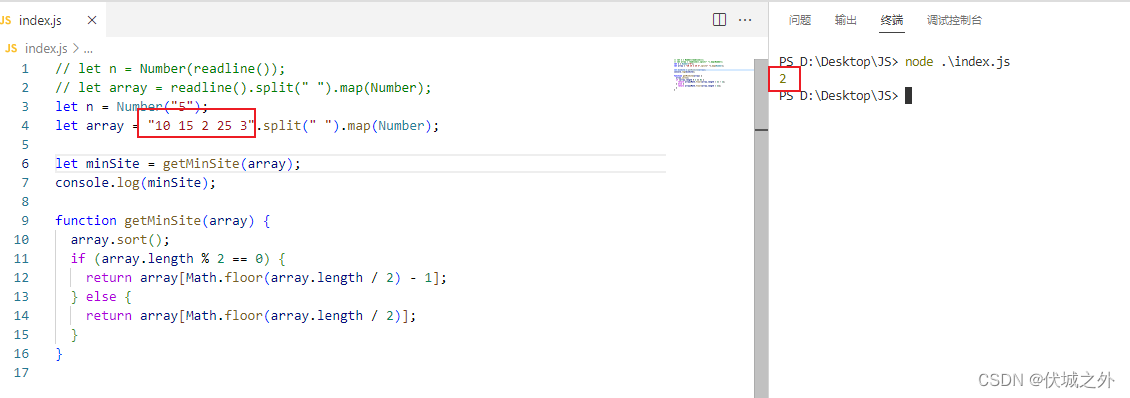 JS index.js ×
JS index.js > ...
1 // let n = Number(readline());
2 // let array = readline().split(" ").map(Number);
3 let n = Number("5");
4 let array = "10 15 2 25 3".split(" ").map(Number);
5
6 let minSite = getMinSite(array);
7 console.log(minSite);
8
9 function getMinSite(array) {
10 array.sort();
11 if (array.length % 2 == 0) {
12 return array[Math.floor(array.length / 2) - 1];
13 } else {
14 return array[Math.floor(array.length / 2)];
15 }
16 }
17
问题 输出 终端 调试控制台
PS D:\Desktop\JS> node .\index.js
2
PS D:\Desktop\JS>
CSDN @伏城之外